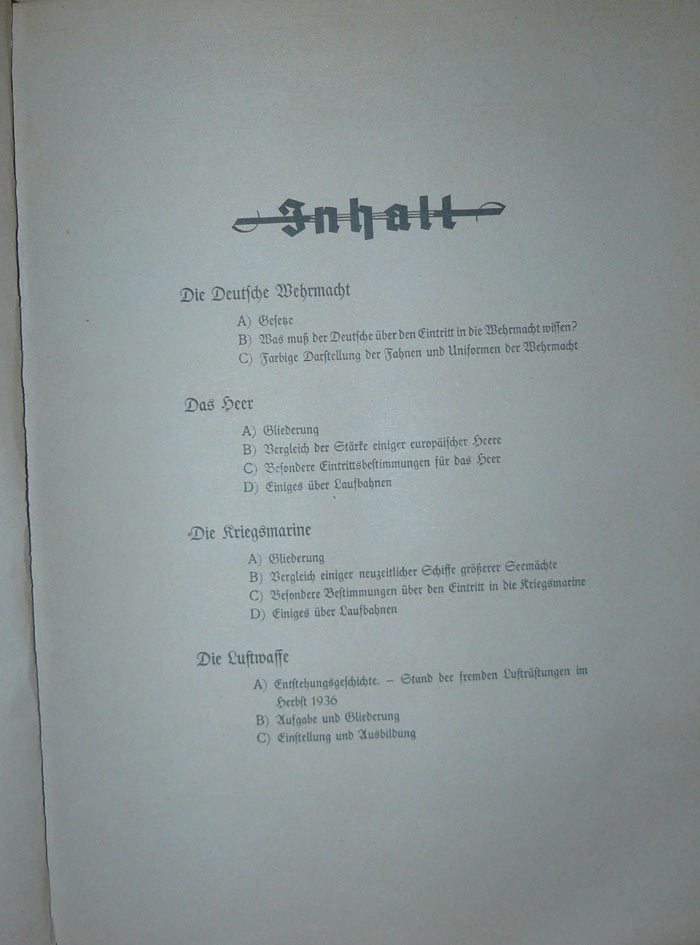 Inhalt
Die Deutsche Wehrmacht
A) Gesetze
B) Was muß der Deutsche über den Eintritt in die Wehrmacht wissen?
C) Farbige Darstellung der Fahnen und Uniformen der Wehrmacht
Das Heer
A) Gliederung
B) Vergleich der Stärke einiger europäischer Heere
C) Besondere Eintrittsbestimmungen für das Heer
D) Einiges über Laufbahnen
Die Kriegsmarine
A) Gliederung
B) Vergleich einiger neuzeitlicher Schiffe größerer Seemächte
C) Besondere Bestimmungen über den Eintritt in die Kriegsmarine
D) Einiges über Laufbahnen
Die Luftwaffe
A) Entstehungsgeschichte. – Stand der fremden Luftrüstungen im
Herbst 1936
B) Aufgabe und Gliederung
C) Einstellung und Ausbildung